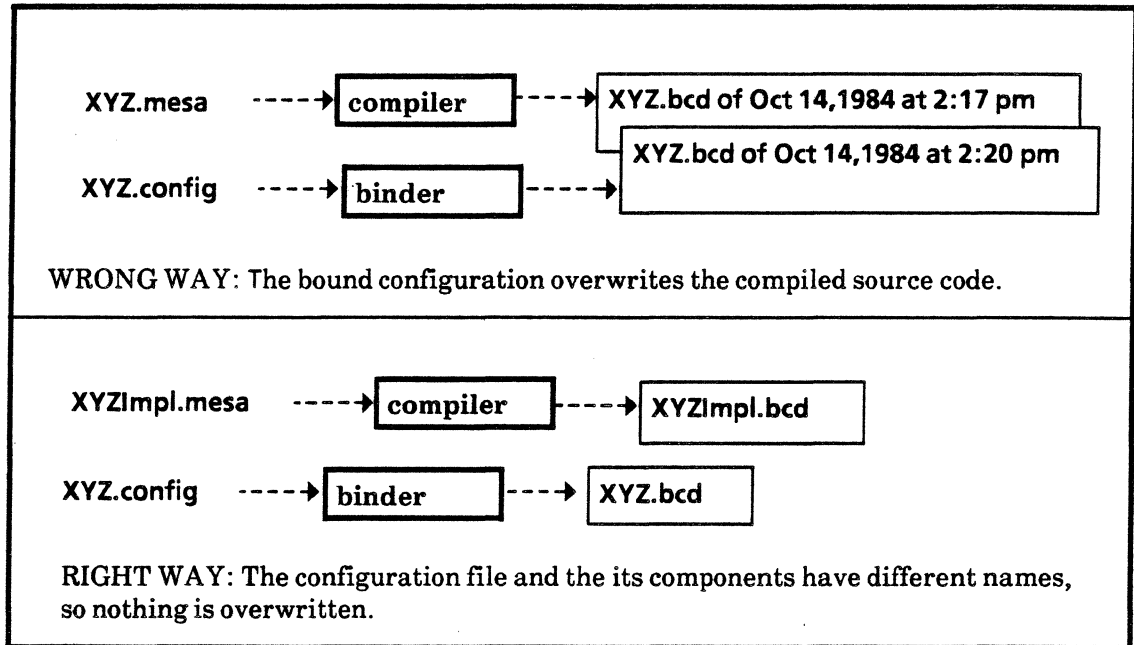 XYZ.mesa compiler XYZ.bcd of Oct 14,1984 at 2:17 pm
XYZ.bcd of Oct 14,1984 at 2:20 pm
XYZ.config binder
WRONG WAY: The bound configuration overwrites the compiled source code.
XYZImpl.mesa compiler XYZImpl.bcd
XYZ.config binder XYZ.bcd
RIGHT WAY: The configuration file and the its components have different names,
so nothing is overwritten.